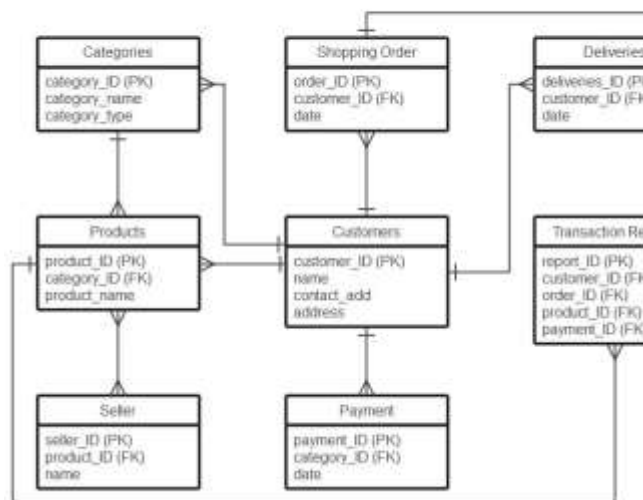 Categories
category_ID (PK)
category_name
category_type
Shopping Order
order_ID (PK)
customer_ID (FK)
date
Deliveries
deliveries_ID (P
customer_ID (FK
date
Products
product_ID (PK)
category_ID (FK)
product_name
Customers
customer_ID (PK)
name
contact_add
address
Transaction Re
report_ID (PK)
customer_ID (FK
order_ID (FK)
product_ID (FK)
payment_ID (FK
Seller
seller_ID (PK)
product_ID (FK)
name
Payment
payment_ID (PK)
category_ID (FK)
date